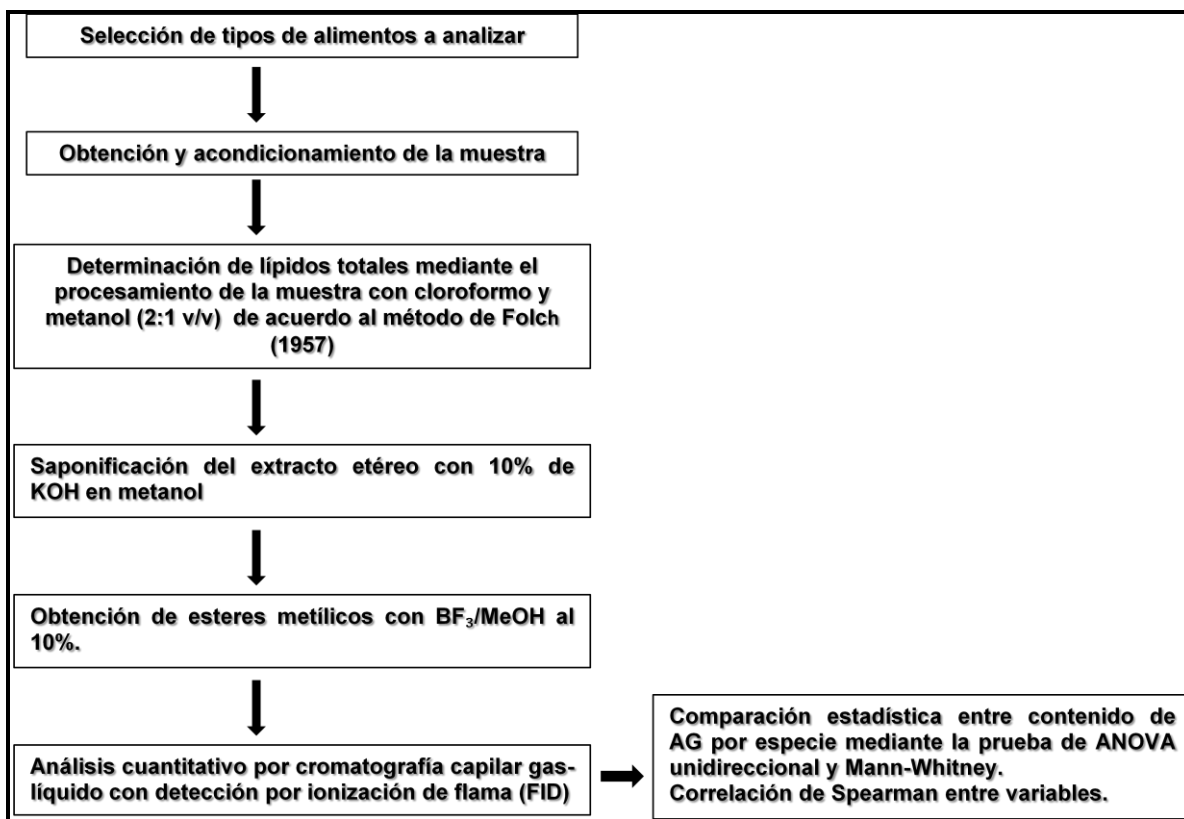 Selección de tipos de alimentos a analizar
Obtención y acondicionamiento de la muestra
Determinación de lípidos totales mediante el
procesamiento de la muestra con cloroformo y
metanol (2:1 v/v) de acuerdo al método de Folch
(1957)
Saponificación del extracto etéreo con 10% de
KOH en metanol
Obtención de esteres metílicos con BF₃/MeOH al
10%.
Análisis cuantitativo por cromatografía capilar gas-
líquido con detección por ionización de flama (FID)
Comparación estadística entre contenido de
AG por especie mediante la prueba de ANOVA
unidireccional y Mann-Whitney.
Correlación de Spearman entre variables.